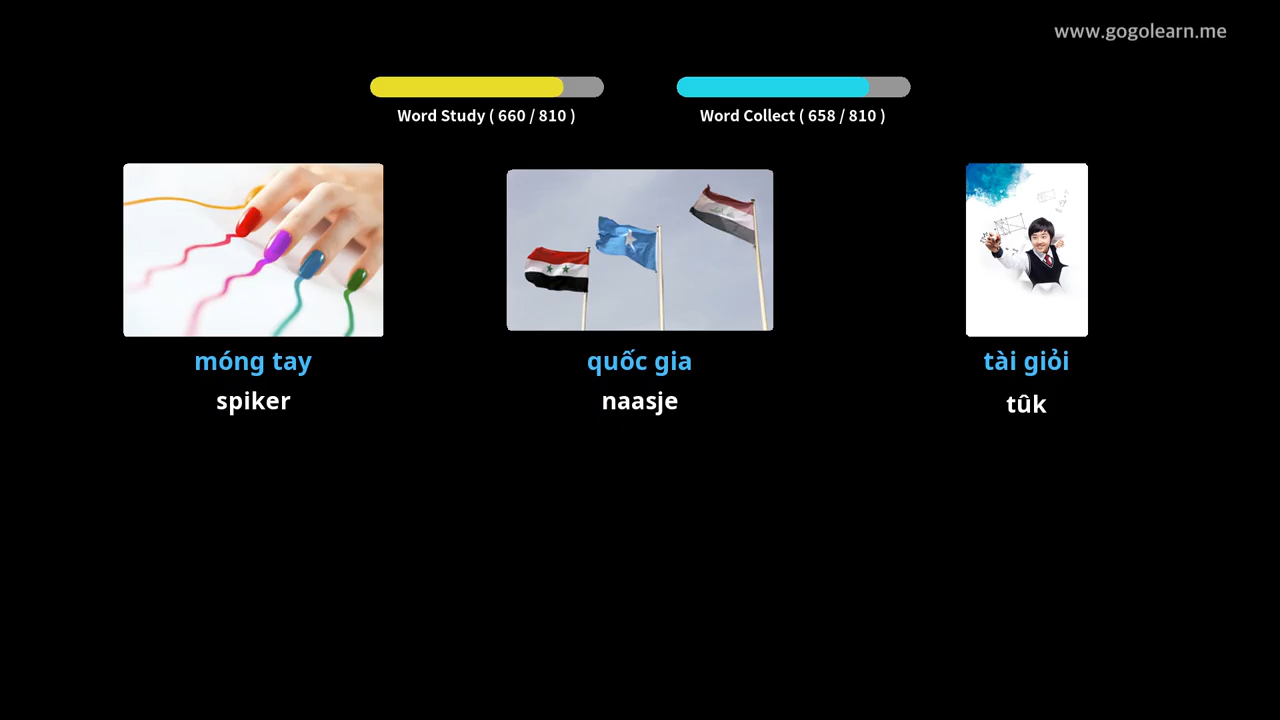 www.gogolearn.me
Word Study ( 660 / 810 )
Word Collect ( 658 / 810 )
móng tay
quốc gia
tài giỏi
spiker
naasje
tûk